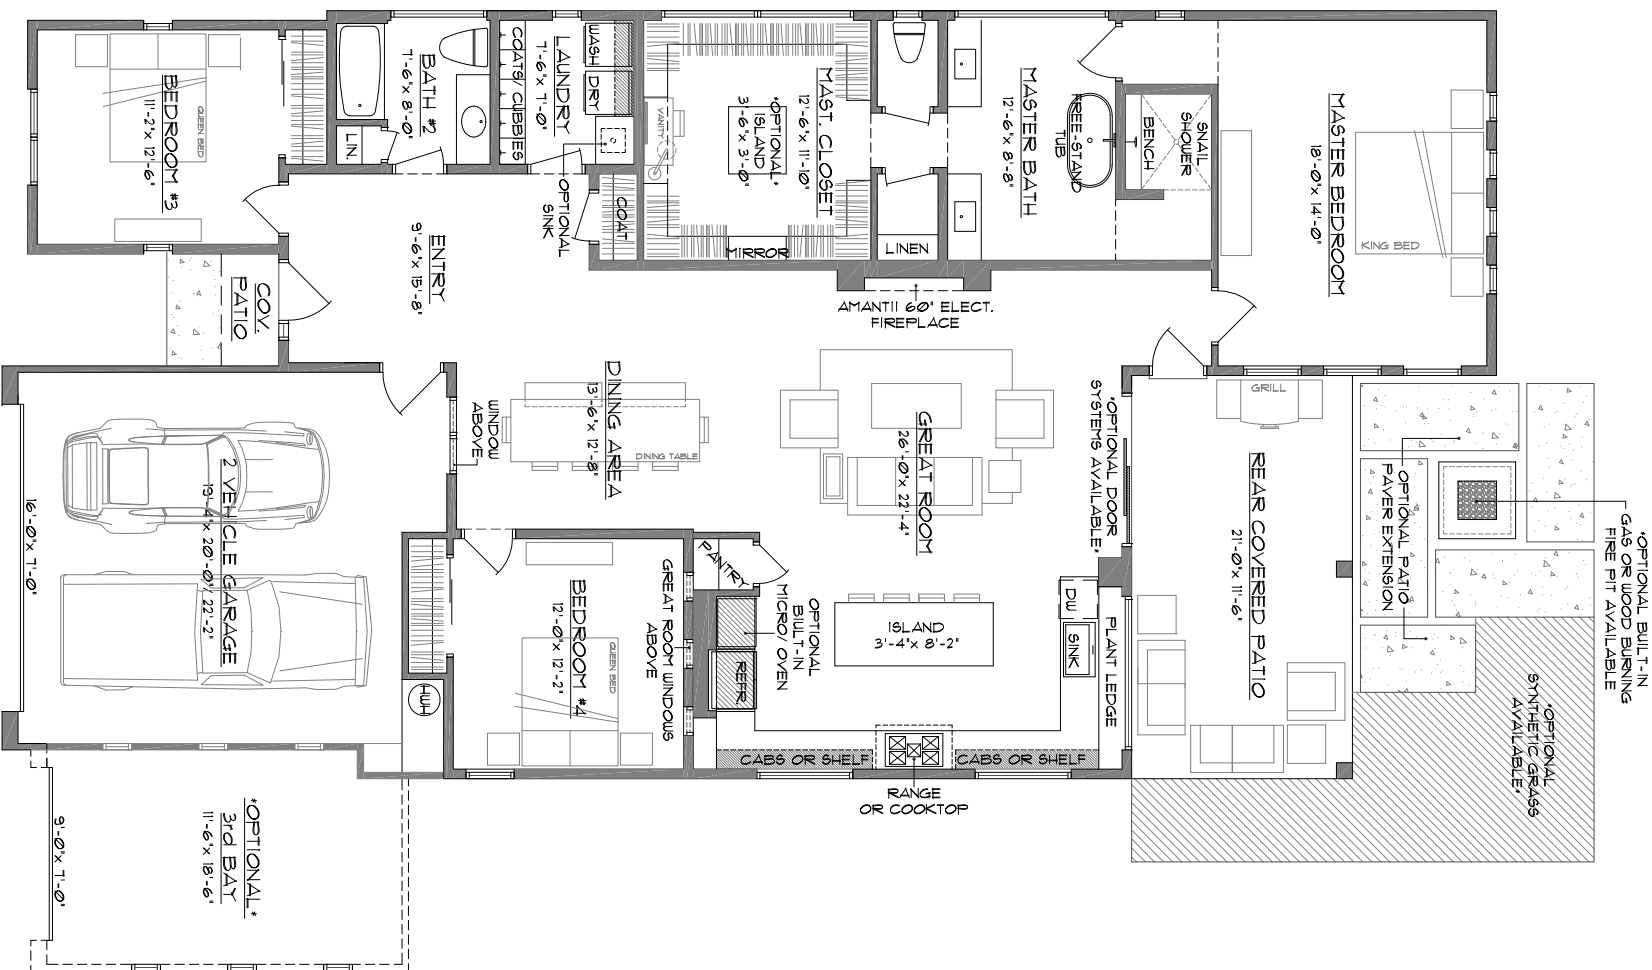 BEDROOM #3
11'-2"x 12'-6"
QUEEN BED
BATH #2
7'-6"x 8'-0"
LIN.
COATS/ CUBBIES
LAUNDRY
7'-6"x 7'-0"
WASH
DRY
OPTIONAL
SINK
COAT
MAST. CLOSET
12'-6"x 11'-10"
*OPTIONAL*
ISLAND
3'-6"x 3'-0"
VANITY
MIRROR
LINEN
MASTER BATH
12'-6"x 8'-8"
FREE-STAND
TUB
BENCH
SNAIL
SHOWER
MASTER BEDROOM
18'-0"x 14'-0"
KING BED
ENTRY
9'-6"x 15'-8"
COV.
PATIO
AMANTII 60" ELECT.
FIREPLACE
DINING AREA
13'-6"x 12'-8"
DINING TABLE
WINDOW
ABOVE
GREAT ROOM
26'-0"x 22'-4"
*OPTIONAL DOOR
SYSTEMS AVAILABLE*
GRILL
REAR COVERED PATIO
21'-0"x 11'-6"
OPTIONAL PATIO
PAVER EXTENSION
*OPTIONAL BUILT-IN
GAS OR WOOD BURNING
FIRE PIT AVAILABLE
*OPTIONAL
SYNTHETIC GRASS
AVAILABLE*
2 VEHICLE GARAGE
19'-4"x 20'-0"/ 22'-2"
16'-0"x 7'-0"
HWH
BEDROOM #4
12'-0"x 12'-2"
QUEEN BED
GREAT ROOM WINDOWS
ABOVE
PANTRY
OPTIONAL
BIULT-IN
MICRO/ OVEN
REFR.
ISLAND
3'-4"x 8'-2"
DW
SINK
PLANT LEDGE
CABS OR SHELF
CABS OR SHELF
RANGE
OR COOKTOP
*OPTIONAL*
3rd BAY
11'-6"x 18'-6"
9'-0"x 7'-0"